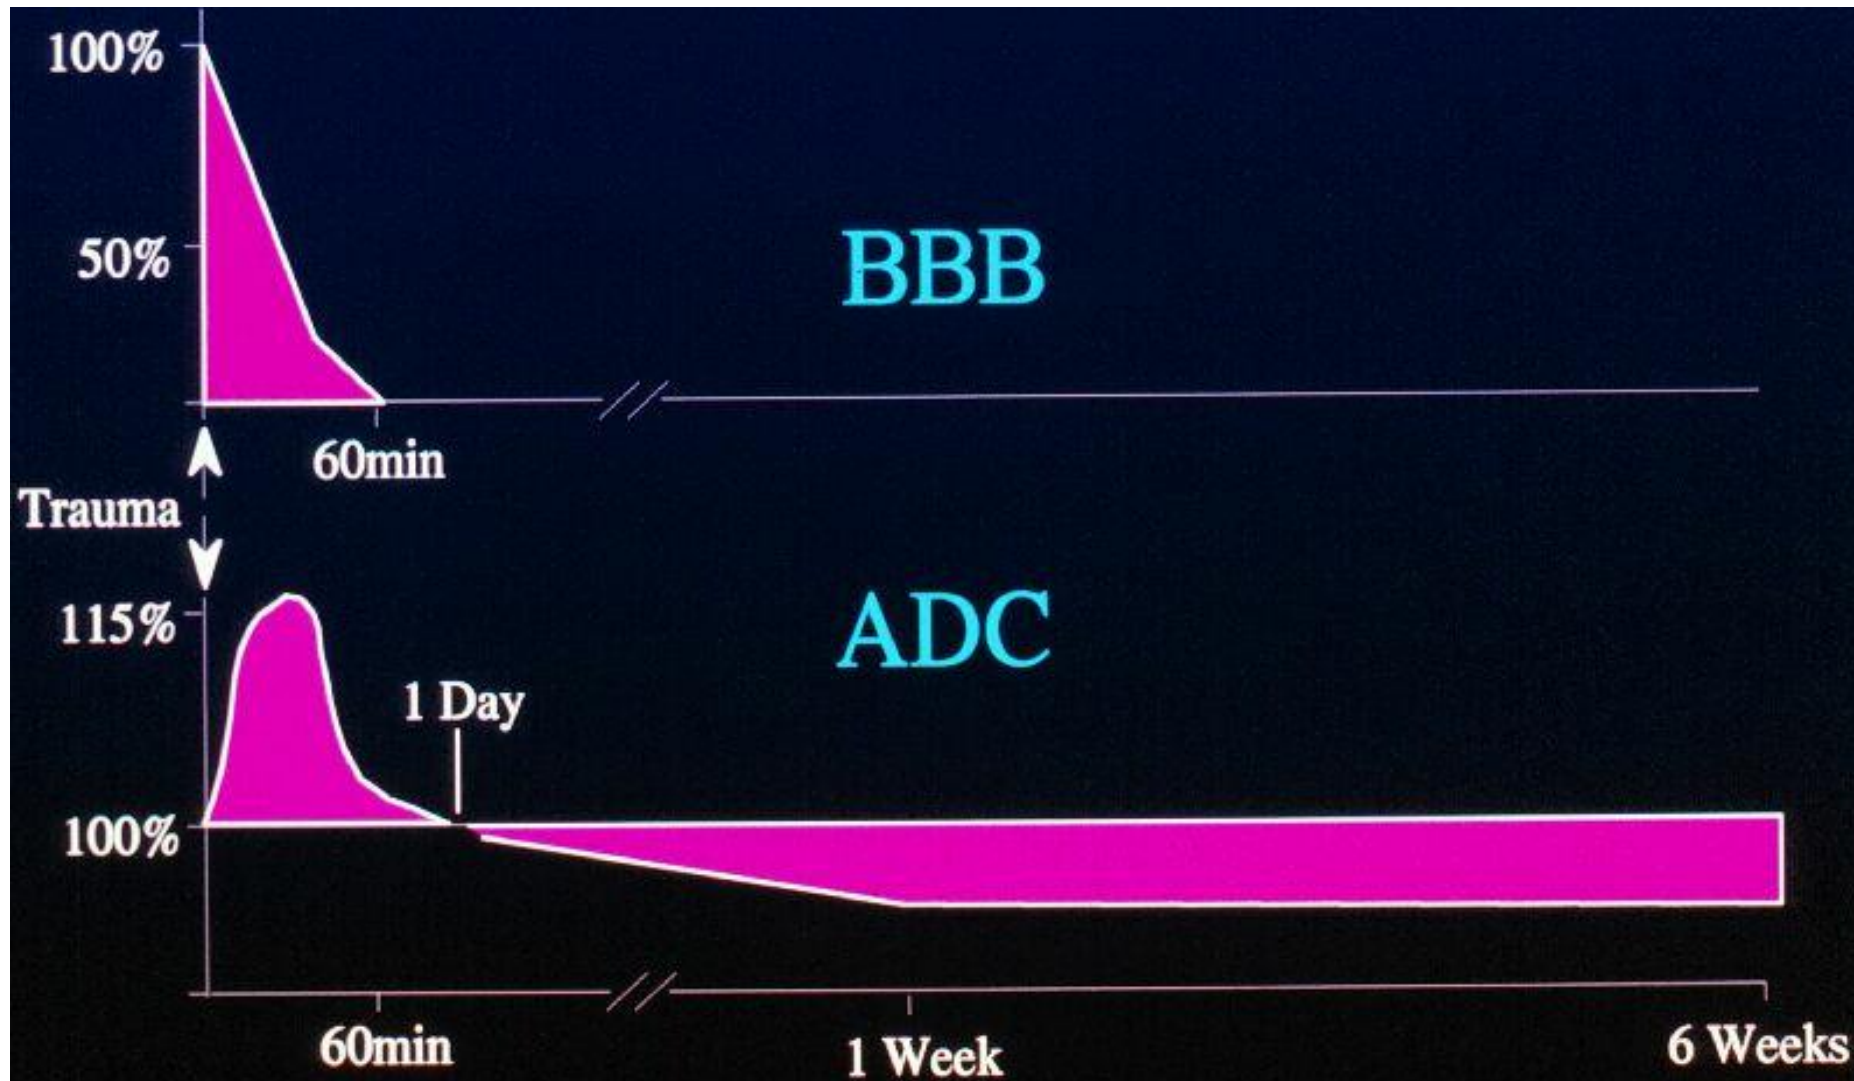 100%
50%
BBB
60min
Trauma
115%
ADC
1 Day
100%
60min
1 Week
6 Weeks